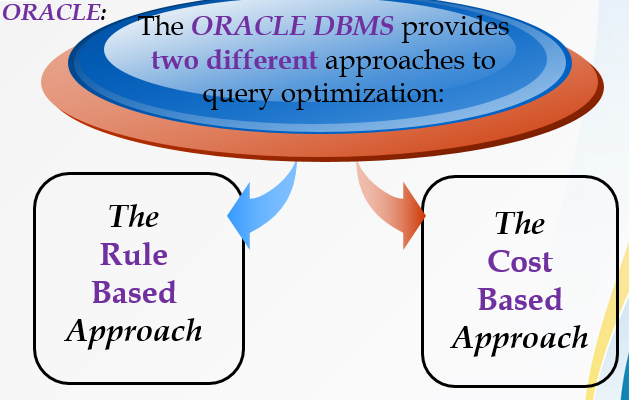 ORACLE:
The ORACLE DBMS provides
two different approaches to
query optimization:
The
Rule
Based
Approach
The
Cost
Based
Approach